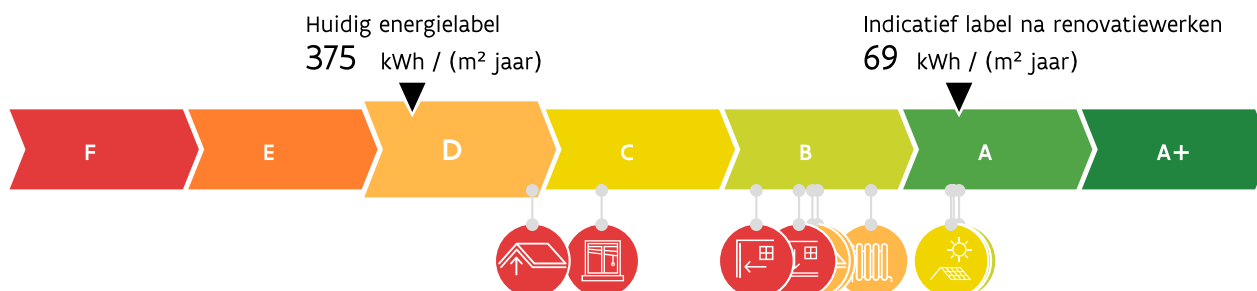 Huidig energielabel
375 kWh / (m² jaar)
Indicatief label na renovatiewerken
69 kWh / (m² jaar)
F E D C B A A+